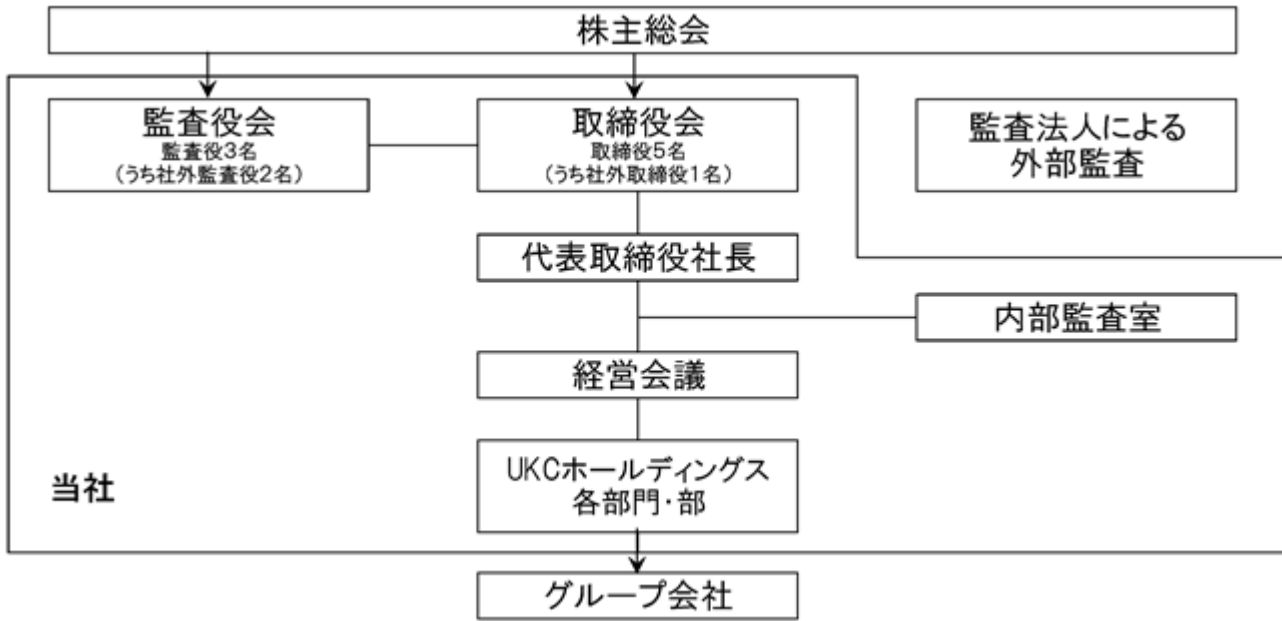 株主総会
監査役会
監査役3名
(うち社外監査役2名)
取締役会
取締役5名
(うち社外取締役1名)
監査法人による
外部監査
代表取締役社長
内部監査室
経営会議
UKCホールディングス
各部門・部
当社
グループ会社